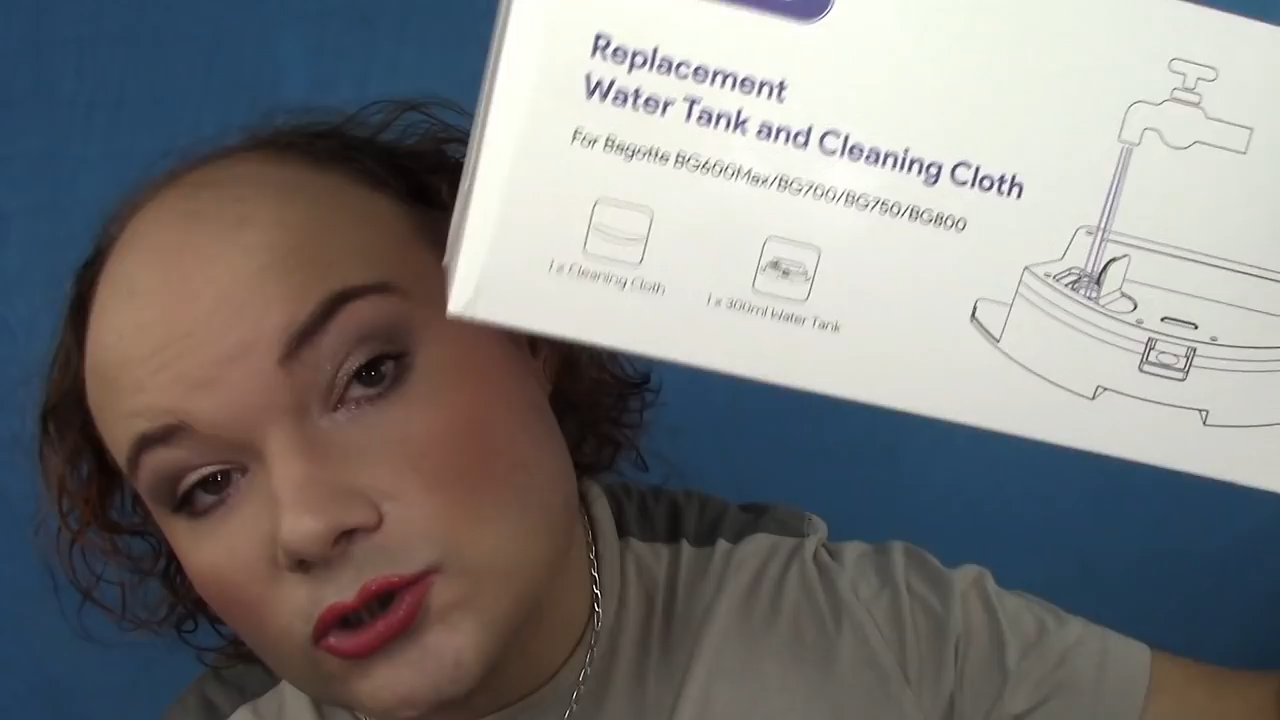 Replacement
Water Tank and Cleaning Cloth
For Bagotte BG600Max/BG700/BG750/BG800
1 x Cleaning Cloth
1 x 300ml Water Tank